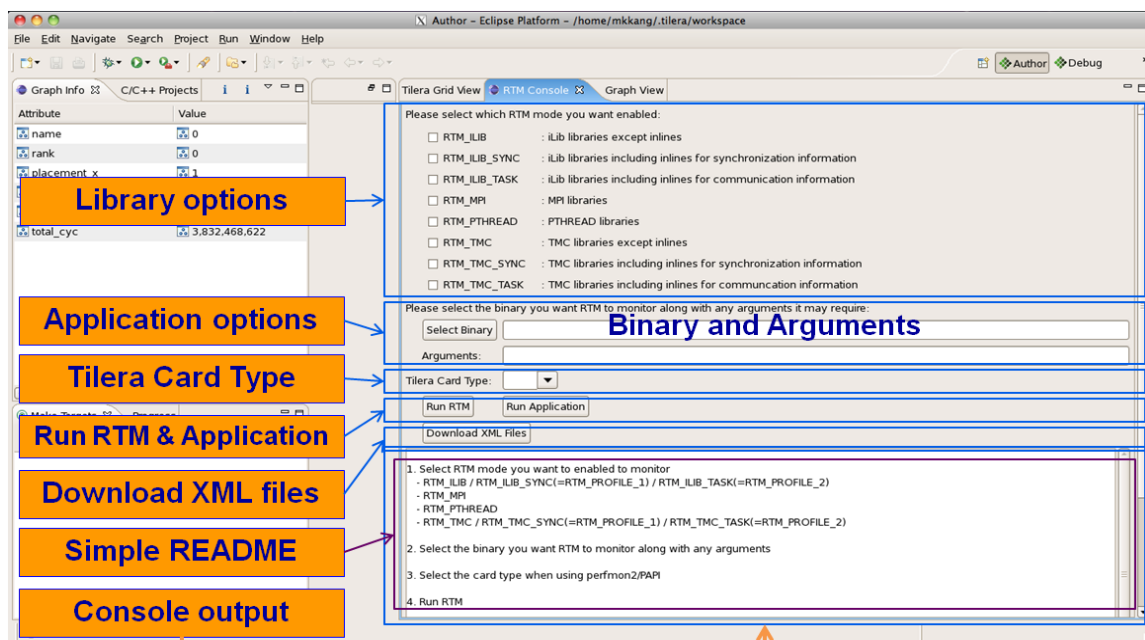 Author – Eclipse Platform – /home/mkkang/.tilera/workspace
File Edit Navigate Search Project Run Window Help
Author Debug
Graph Info C/C++ Projects
Tilera Grid View RTM Console Graph View
Attribute Value
name 0
rank 0
placement_x 1
total_cyc 3,832,468,622
Library options
Application options
Tilera Card Type
Run RTM & Application
Download XML files
Simple README
Console output
Please select which RTM mode you want enabled:
RTM_ILIB : iLib libraries except inlines
RTM_ILIB_SYNC : iLib libraries including inlines for synchronization information
RTM_ILIB_TASK : iLib libraries including inlines for communication information
RTM_MPI : MPI libraries
RTM_PTHREAD : PTHREAD libraries
RTM_TMC : TMC libraries except inlines
RTM_TMC_SYNC : TMC libraries including inlines for synchronization information
RTM_TMC_TASK : TMC libraries including inlines for communcation information
Please select the binary you want RTM to monitor along with any arguments it may require:
Select Binary
Binary and Arguments
Arguments:
Tilera Card Type:
Run RTM Run Application
Download XML Files
1. Select RTM mode you want to enabled to monitor
- RTM_ILIB / RTM_ILIB_SYNC(=RTM_PROFILE_1) / RTM_ILIB_TASK(=RTM_PROFILE_2)
- RTM_MPI
- RTM_PTHREAD
- RTM_TMC / RTM_TMC_SYNC(=RTM_PROFILE_1) / RTM_TMC_TASK(=RTM_PROFILE_2)
2. Select the binary you want RTM to monitor along with any arguments
3. Select the card type when using perfmon2/PAPI
4. Run RTM